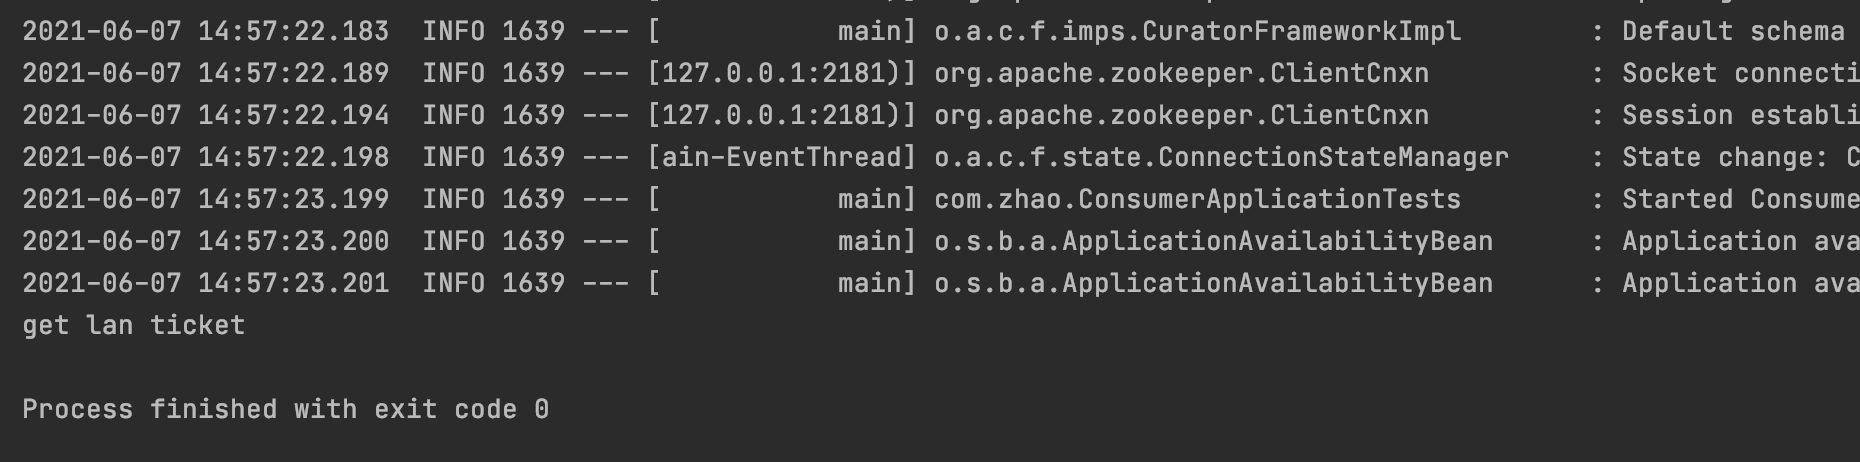 2021-06-07 14:57:22.183  INFO 1639 --- [           main] o.a.c.f.imps.CuratorFrameworkImpl        : Default schema
2021-06-07 14:57:22.189  INFO 1639 --- [127.0.0.1:2181)] org.apache.zookeeper.ClientCnxn          : Socket connecti
2021-06-07 14:57:22.194  INFO 1639 --- [127.0.0.1:2181)] org.apache.zookeeper.ClientCnxn          : Session establi
2021-06-07 14:57:22.198  INFO 1639 --- [ain-EventThread] o.a.c.f.state.ConnectionStateManager     : State change: C
2021-06-07 14:57:23.199  INFO 1639 --- [           main] com.zhao.ConsumerApplicationTests        : Started Consume
2021-06-07 14:57:23.200  INFO 1639 --- [           main] o.s.b.a.ApplicationAvailabilityBean      : Application ava
2021-06-07 14:57:23.201  INFO 1639 --- [           main] o.s.b.a.ApplicationAvailabilityBean      : Application ava
get lan ticket
Process finished with exit code 0